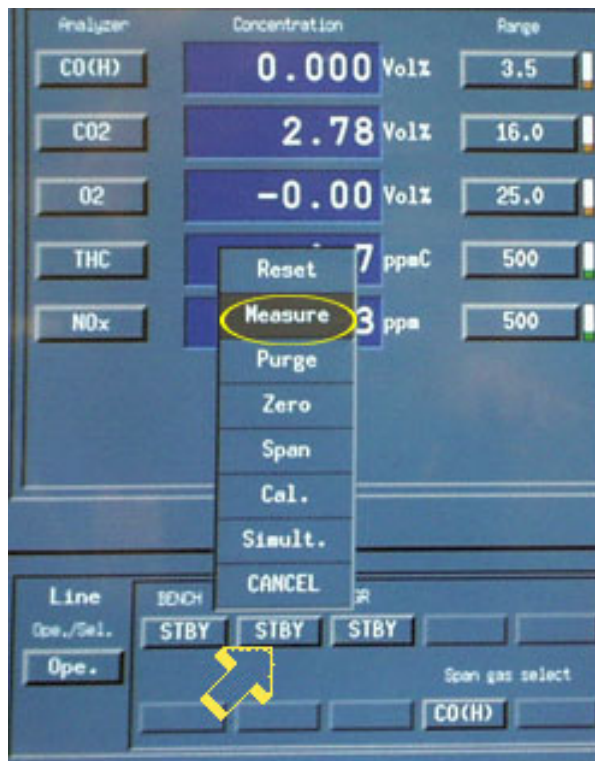 Analyzer Concentration Range
CO(H) 0.000 Vol% 3.5
CO2 2.78 Vol% 16.0
O2 -0.00 Vol% 25.0
THC 7 ppmC 500
NOx 3 ppm 500
Reset
Measure
Purge
Zero
Span
Cal.
Simult.
CANCEL
Line BENCH
Ope./Sel. STBY STBY STBY
Ope. Span gas select
CO(H)